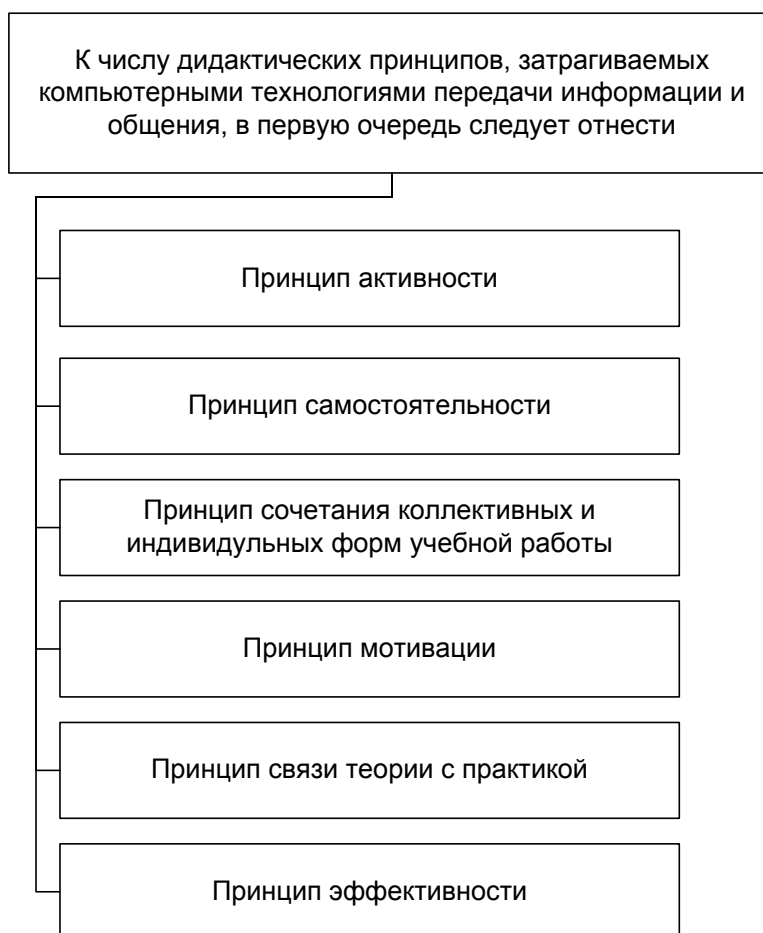 К числу дидактических принципов, затрагиваемых
компьютерными технологиями передачи информации и
общения, в первую очередь следует отнести
Принцип активности
Принцип самостоятельности
Принцип сочетания коллективных и
индивидульных форм учебной работы
Принцип мотивации
Принцип связи теории с практикой
Принцип эффективности